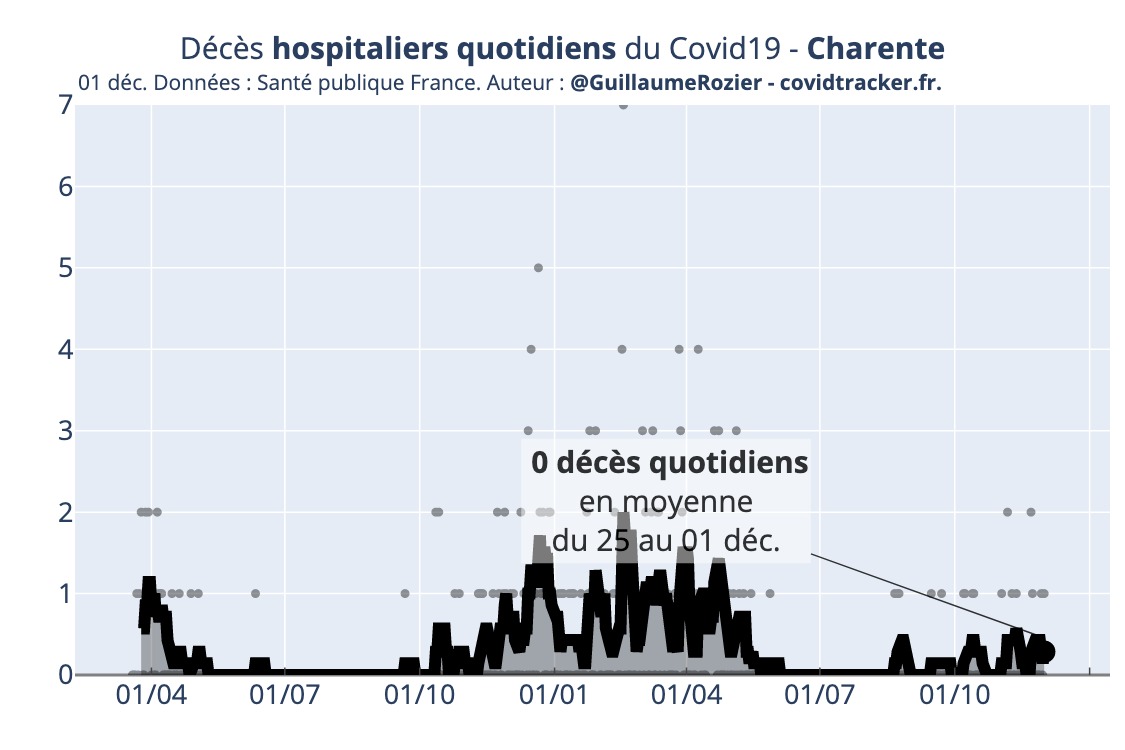 Décès hospitaliers quotidiens du Covid19 - Charente
01 déc. Données : Santé publique France. Auteur : @GuillaumeRozier - covidtracker.fr.
7
6
5
4
3
2
1
0
0 décès quotidiens
en moyenne
du 25 au 01 déc.
01/04 01/07 01/10 01/01 01/04 01/07 01/10